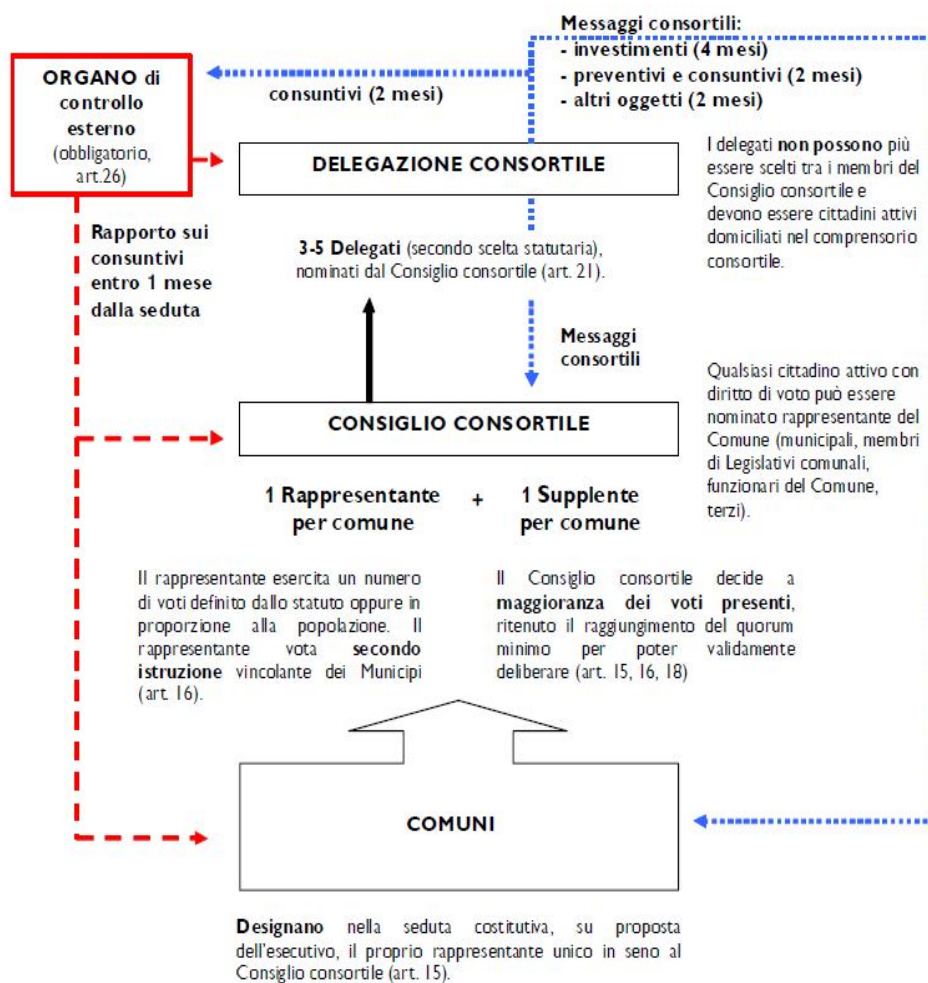 Messaggi consortili:
- investimenti (4 mesi)
- preventivi e consuntivi (2 mesi)
- altri oggetti (2 mesi)
ORGANO di
controllo
esterno
(obbligatorio,
art.26)
consuntivi (2 mesi)
DELEGAZIONE CONSORTILE
I delegati non possono più
essere scelti tra i membri del
Consiglio consortile e
devono essere cittadini attivi
domiciliati nel comprensorio
consortile.
Rapporto sui
consuntivi
entro 1 mese
dalla seduta
3-5 Delegati (secondo scelta statutaria),
nominati dal Consiglio consortile (art. 21).
Messaggi
consortili
Qualsiasi cittadino attivo con
diritto di voto può essere
nominato rappresentante del
Comune (municipali, membri
di Legislativi comunali,
funzionari del Comune,
terzi).
CONSIGLIO CONSORTILE
1 Rappresentante
per comune
+
1 Supplente
per comune
Il rappresentante esercita un numero
di voti definito dallo statuto oppure in
proporzione alla popolazione. Il
rappresentante vota secondo
istruzione vincolante dei Municipi
(art. 16).
Il Consiglio consortile decide a
maggioranza dei voti presenti,
ritenuto il raggiungimento del quorum
minimo per poter validamente
deliberare (art. 15, 16, 18)
COMUNI
Designano nella seduta costitutiva, su proposta
dell'esecutivo, il proprio rappresentante unico in seno al
Consiglio consortile (art. 15).